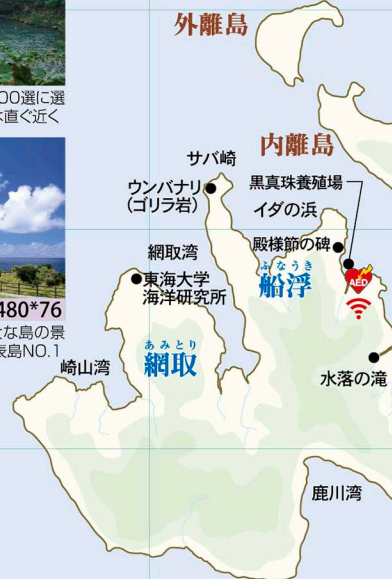 外離島
00選に選
直ぐ近く
内離島
サバ崎
ウンバナリ
(ゴリラ岩)
黒真珠養殖場
イダの浜
殿様節の碑
ふなうき
船浮
AED
網取湾
東海大学
海洋研究所
480*76
な島の景
島NO.1
あみとり
網取
崎山湾
水落の滝
鹿川湾